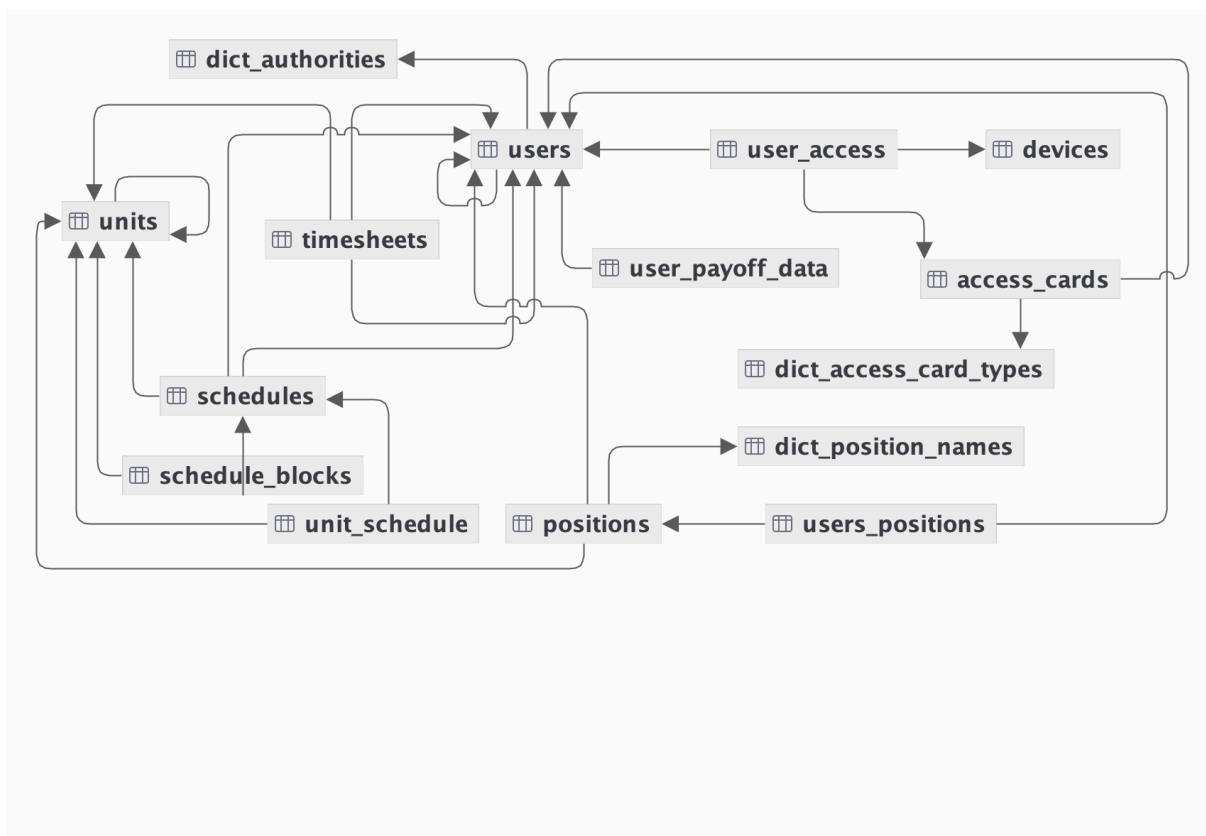 dict_authorities
users
user_access
devices
units
timesheets
user_payoff_data
access_cards
dict_access_card_types
schedules
dict_position_names
schedule_blocks
unit_schedule
positions
users_positions